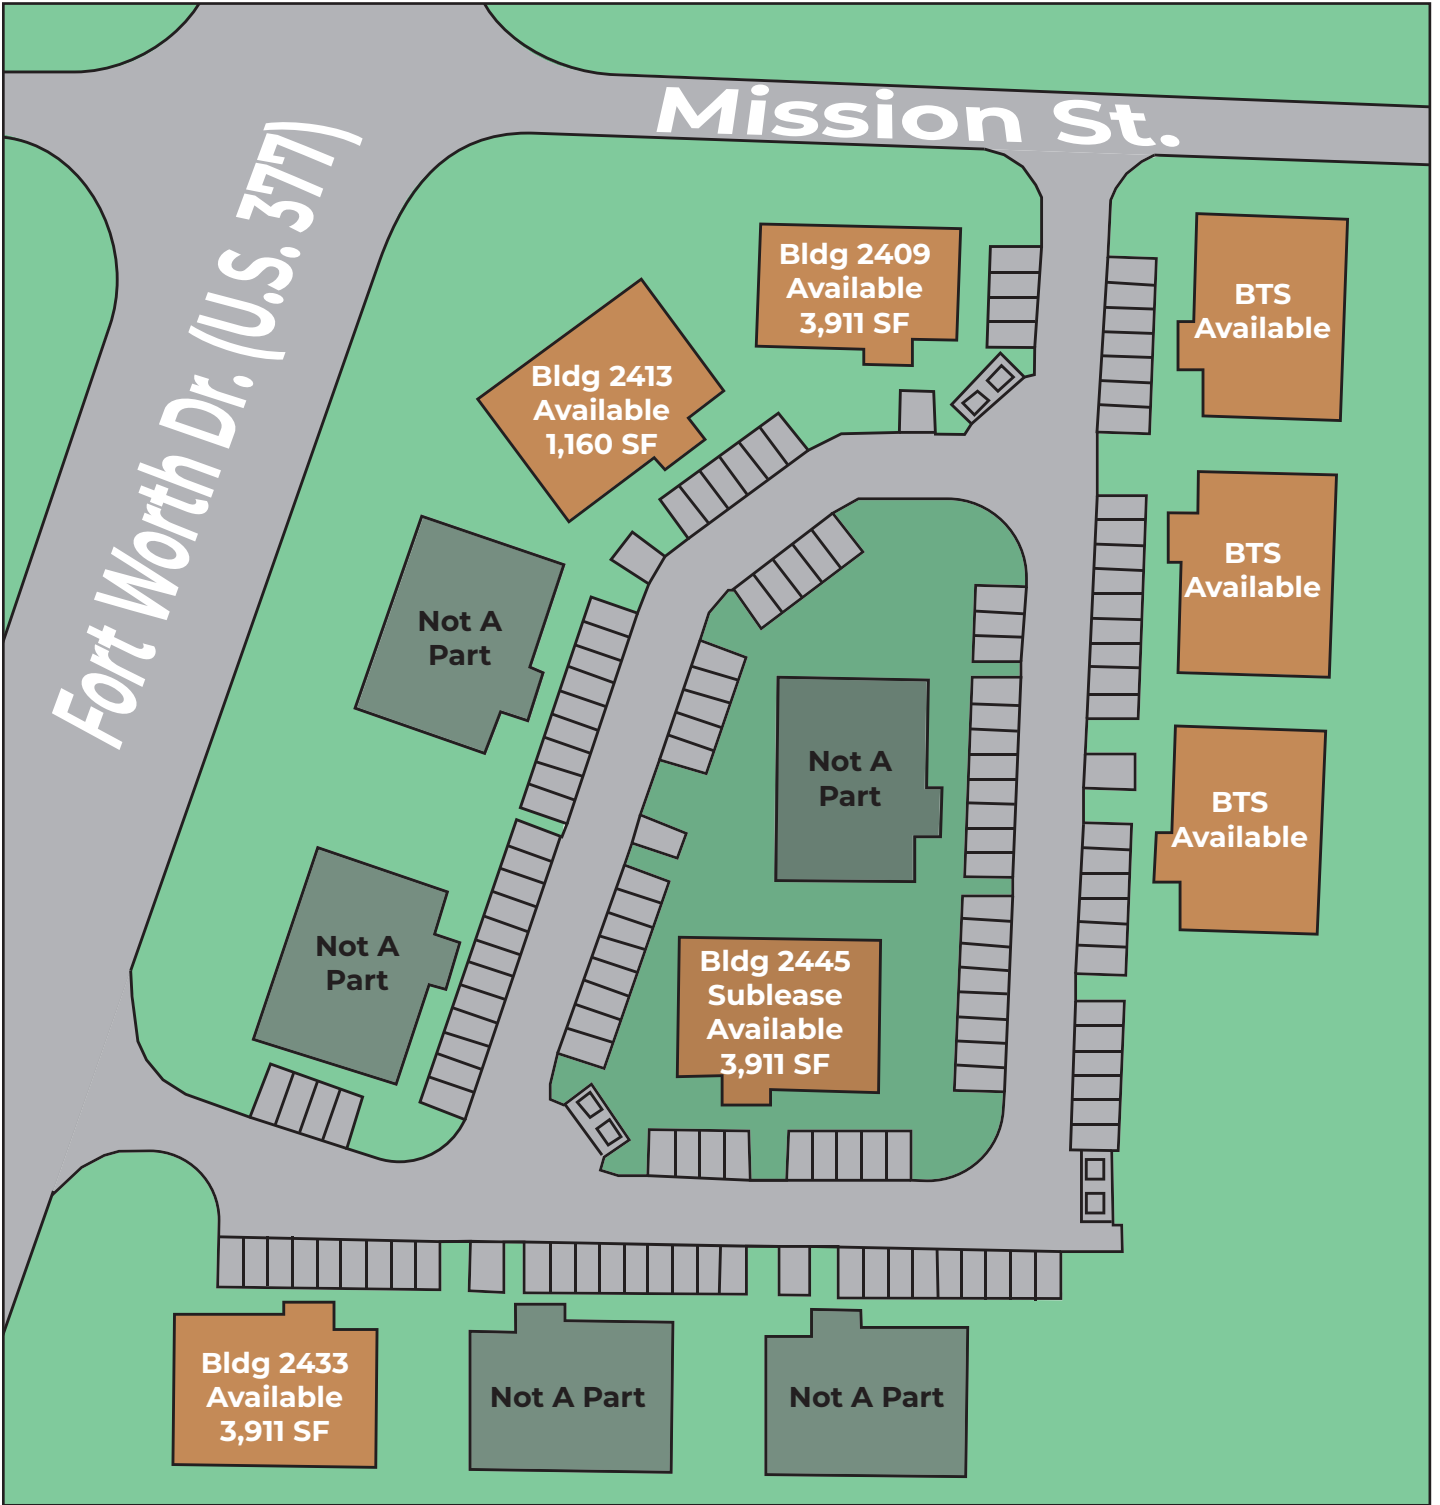 Mission St.
Fort Worth Dr. (U.S. 377)
Bldg 2409
Available
3,911 SF
BTS
Available
Bldg 2413
Available
1,160 SF
BTS
Available
Not A
Part
Not A
Part
BTS
Available
Not A
Part
Bldg 2445
Sublease
Available
3,911 SF
Bldg 2433
Available
3,911 SF
Not A Part
Not A Part